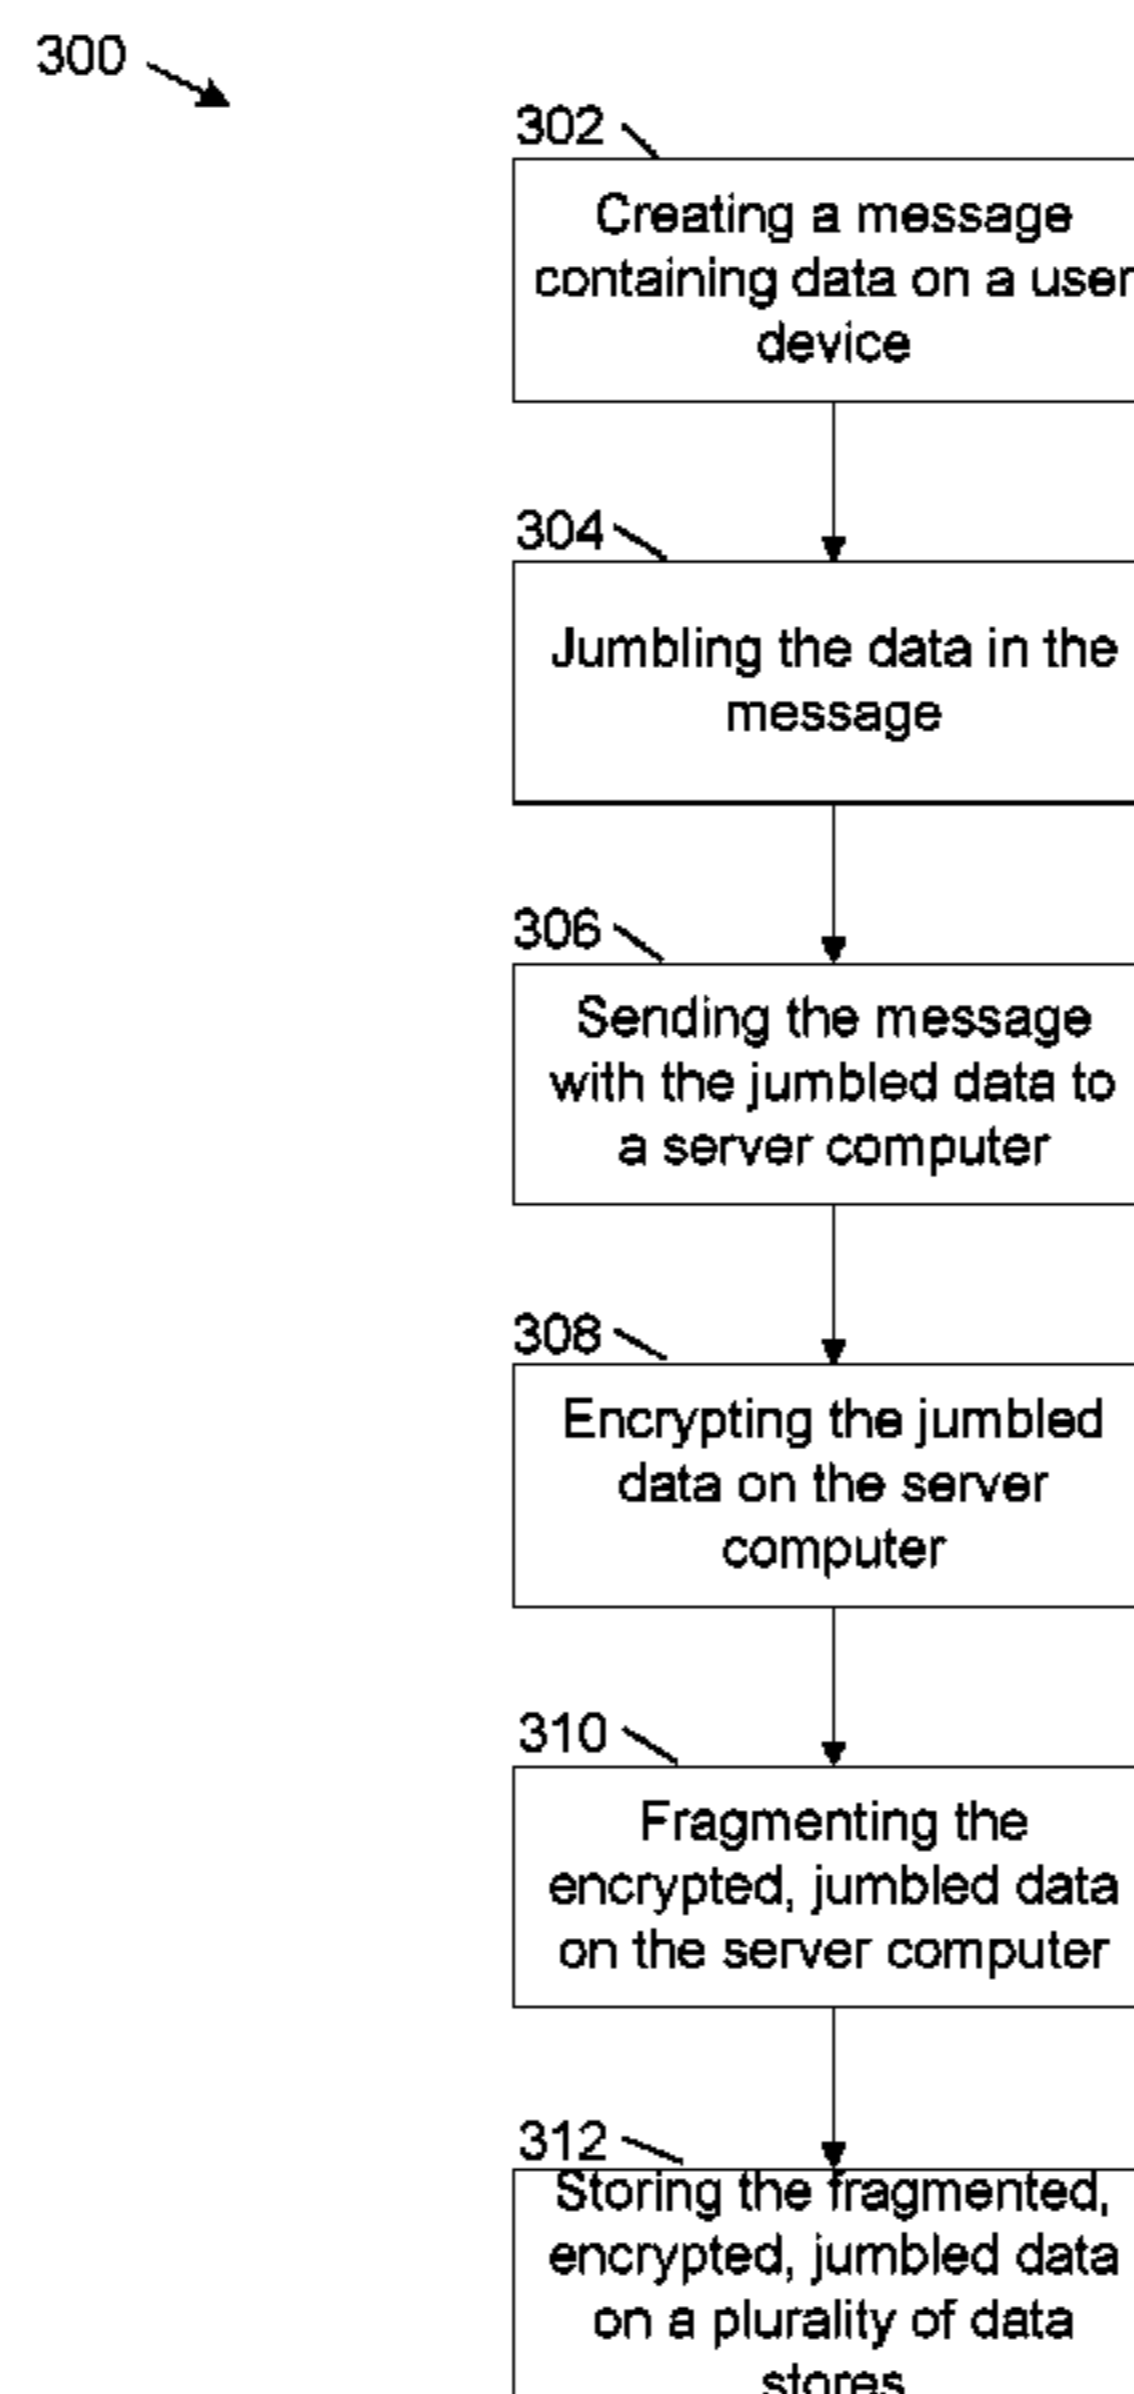 300
302
Creating a message
containing data on a user
device
304
Jumbling the data in the
message
306
Sending the message
with the jumbled data to
a server computer
308
Encrypting the jumbled
data on the server
computer
310
Fragmenting the
encrypted, jumbled data
on the server computer
312
Storing the fragmented,
encrypted, jumbled data
on a plurality of data
stores